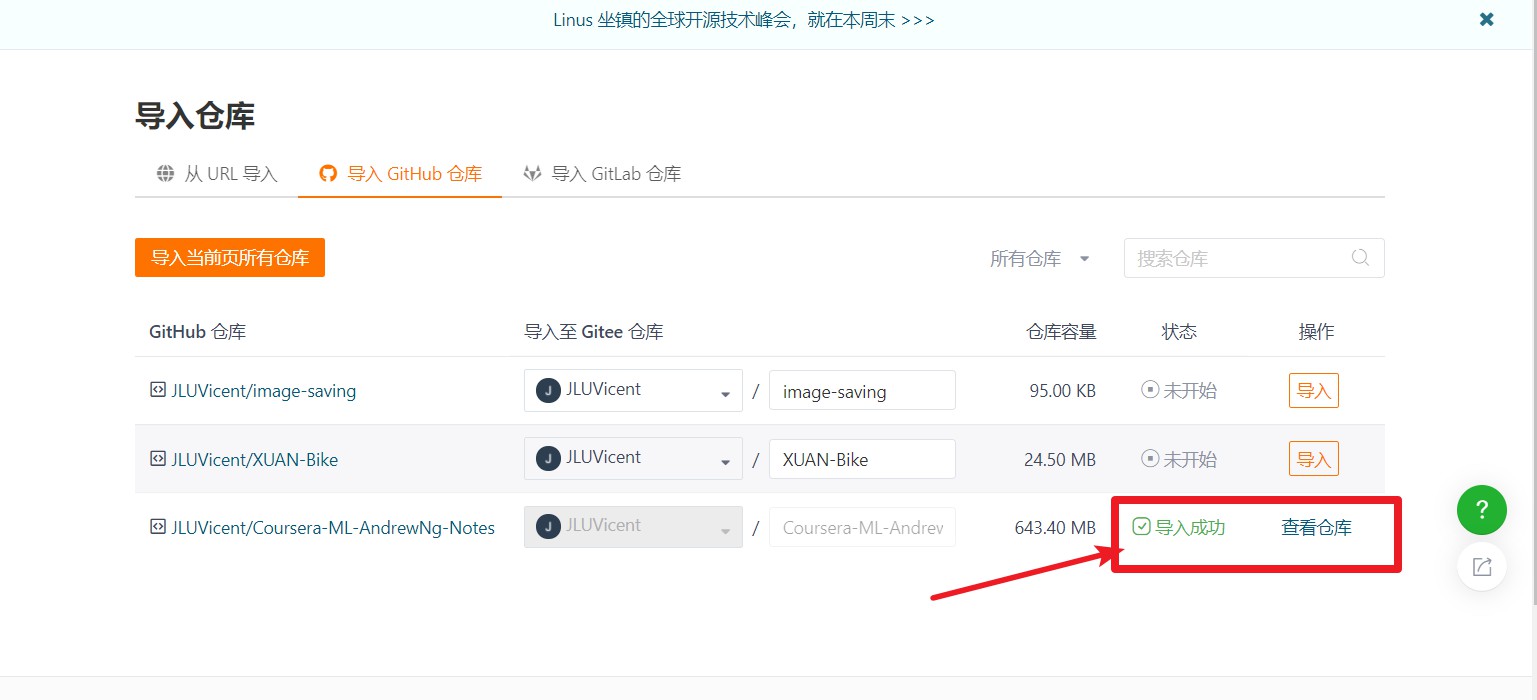 Linus 坐镇的全球开源技术峰会，就在本周末 >>>
导入仓库
从 URL 导入 导入 GitHub 仓库 导入 GitLab 仓库
导入当前页所有仓库 所有仓库 搜索仓库
GitHub 仓库 导入至 Gitee 仓库 仓库容量 状态 操作
JLUVicent/image-saving J JLUVicent / image-saving 95.00 KB 未开始 导入
JLUVicent/XUAN-Bike J JLUVicent / XUAN-Bike 24.50 MB 未开始 导入
JLUVicent/Coursera-ML-AndrewNg-Notes J JLUVicent / Coursera-ML-Andrew 643.40 MB 导入成功 查看仓库
?